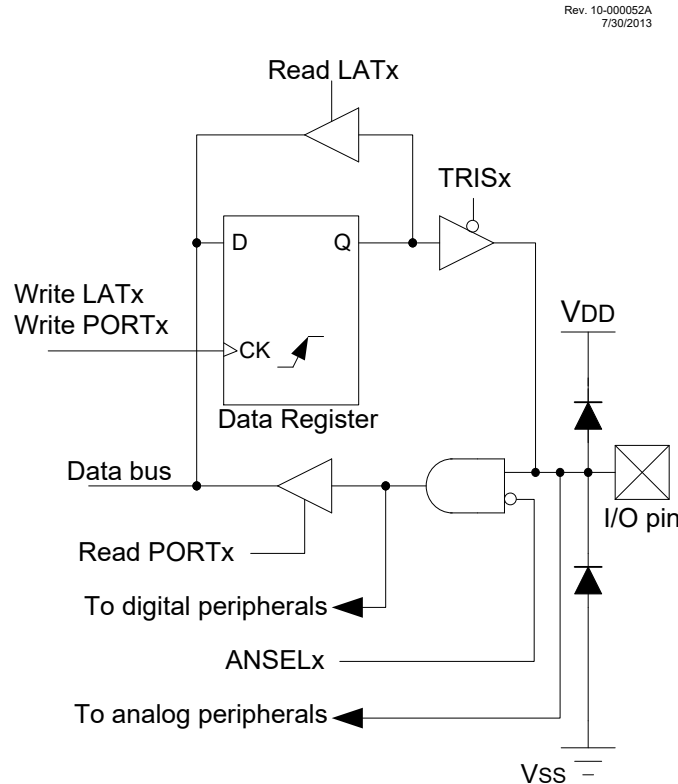 Rev. 10-000052A
7/30/2013
Read LATx
TRISx
D
Q
Write LATx
Write PORTx
CK
VDD
Data Register
Data bus
I/O pin
Read PORTx
To digital peripherals
ANSELx
To analog peripherals
Vss